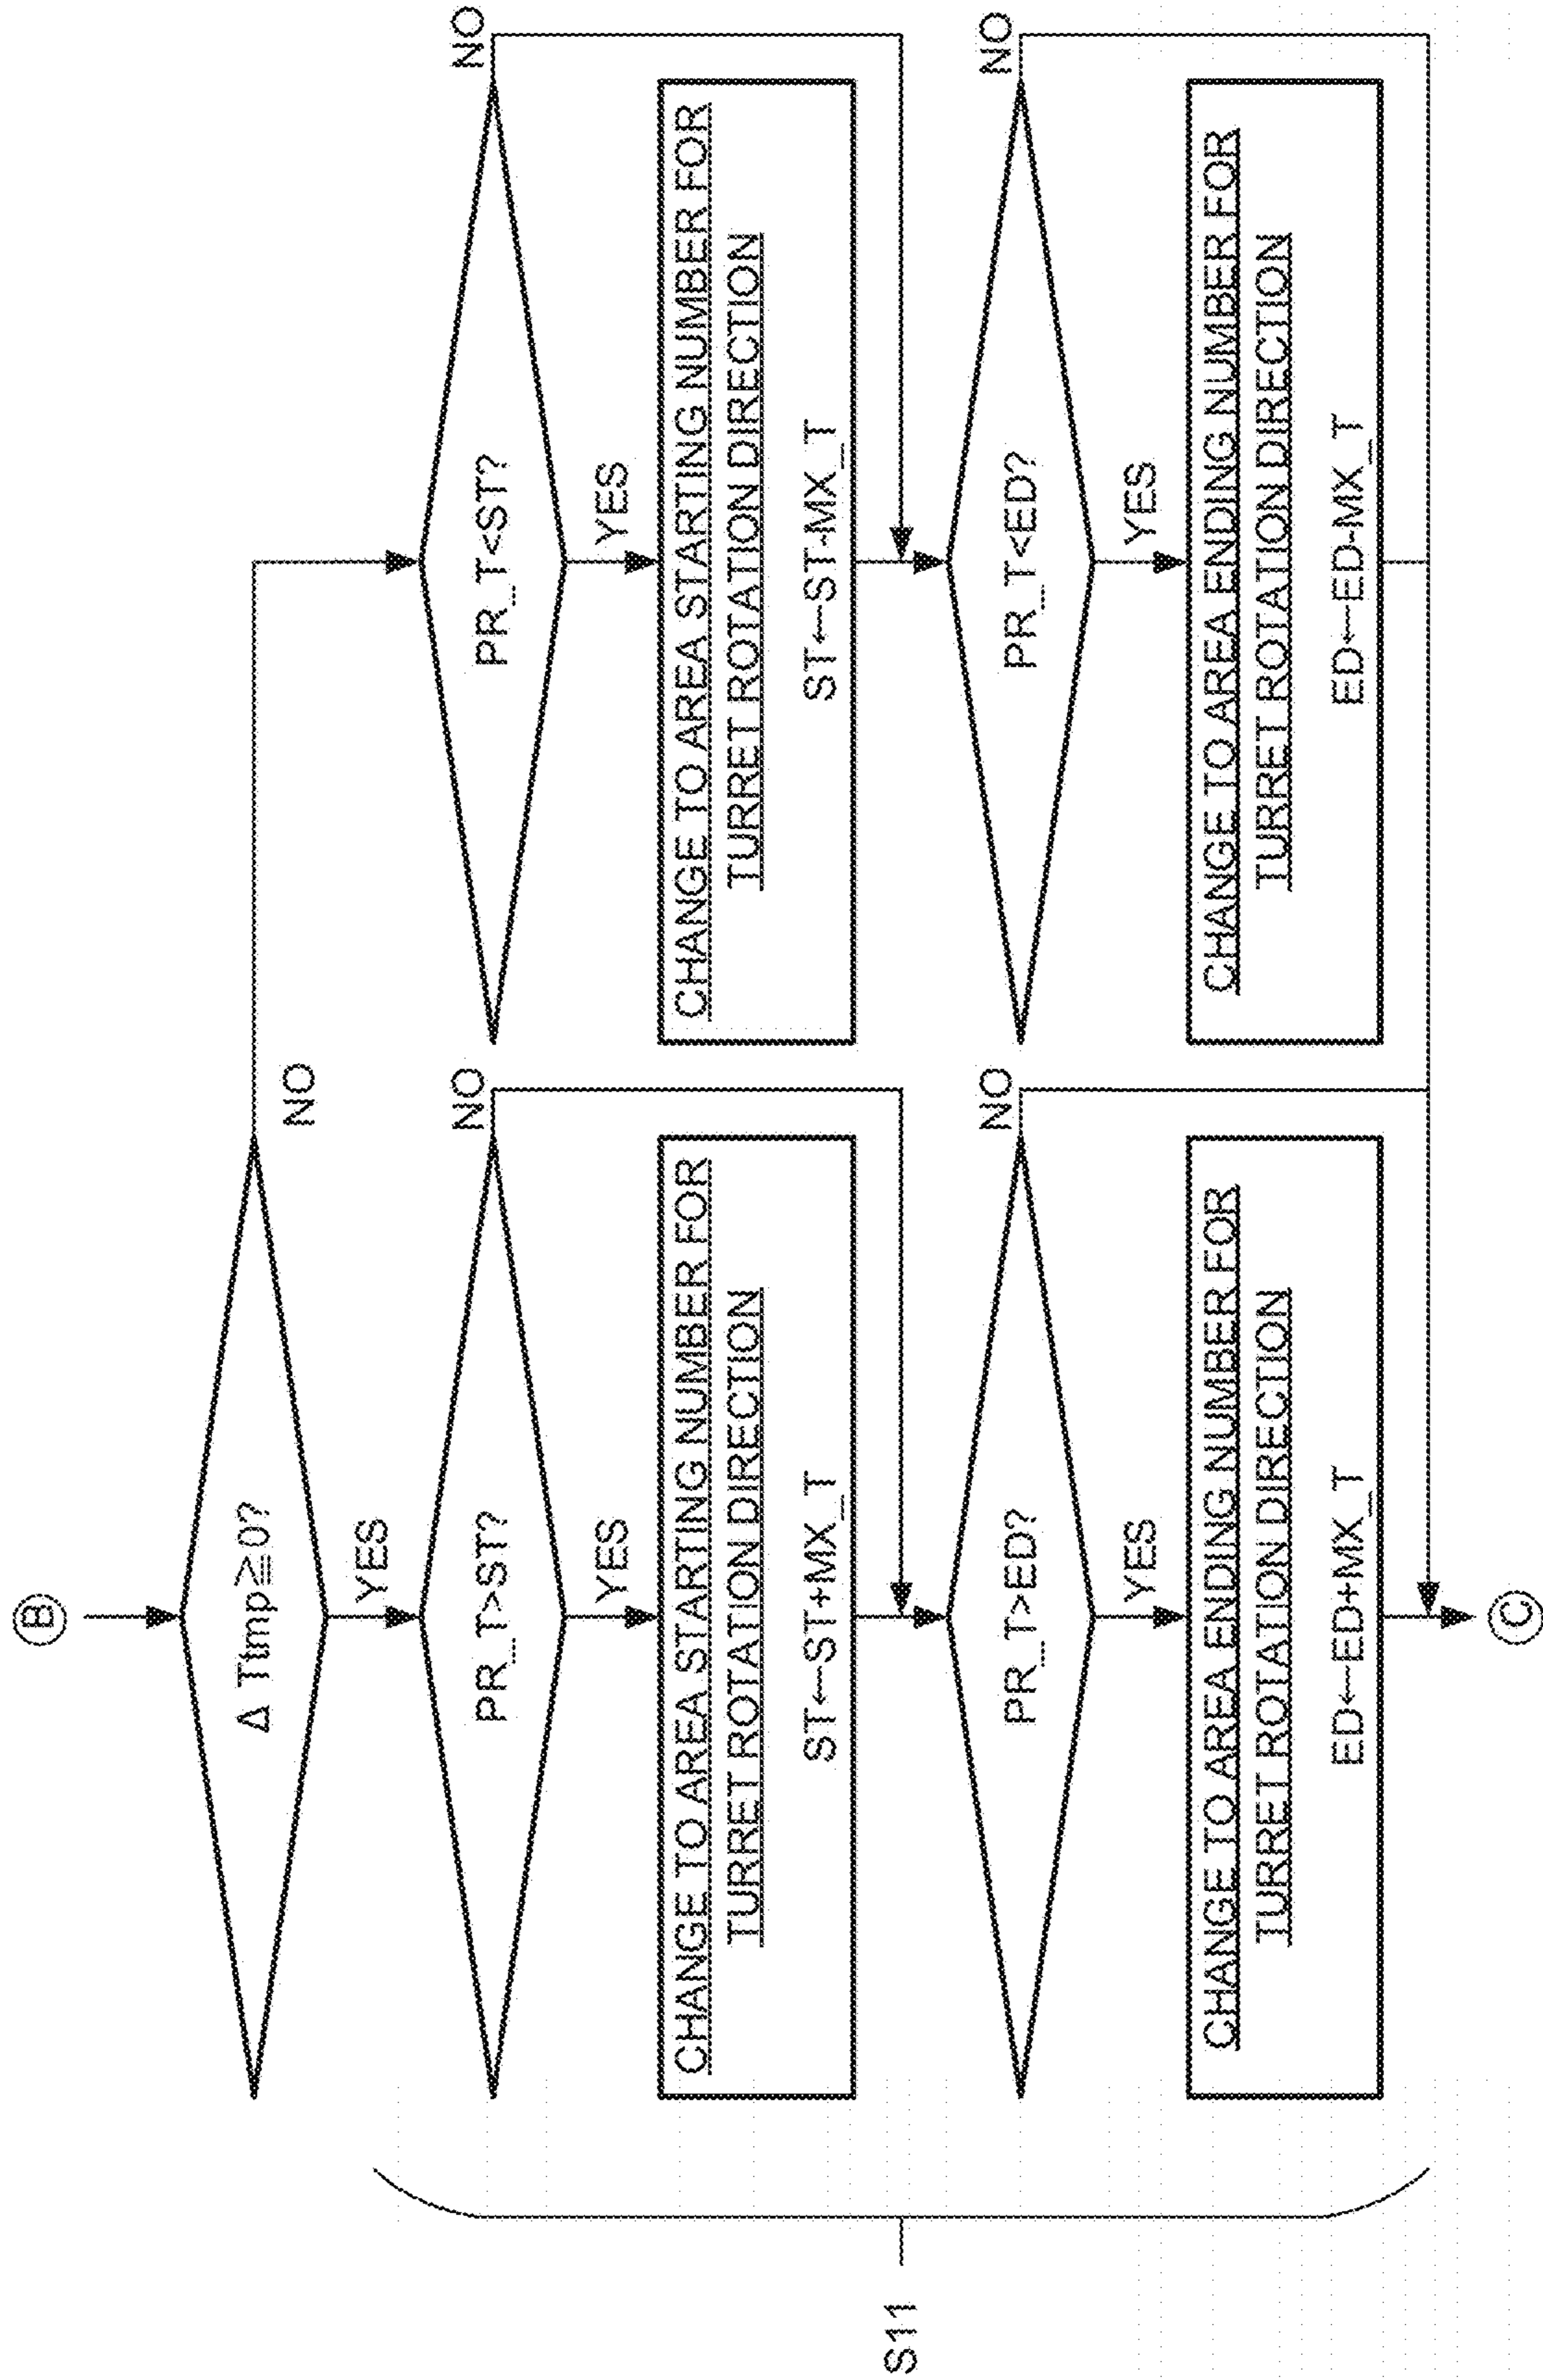 B
Δ Tmp≧0?
NO
YES
PR_T>ST?
NO
YES
CHANGE TO AREA STARTING NUMBER FOR
TURRET ROTATION DIRECTION
ST←ST+MX_T
PR_T>ED?
NO
YES
CHANGE TO AREA ENDING NUMBER FOR
TURRET ROTATION DIRECTION
ED←ED+MX_T
C
PR_T<ST?
NO
YES
CHANGE TO AREA STARTING NUMBER FOR
TURRET ROTATION DIRECTION
ST←ST-MX_T
PR_T<ED?
NO
YES
CHANGE TO AREA ENDING NUMBER FOR
TURRET ROTATION DIRECTION
ED←ED-MX_T
S11